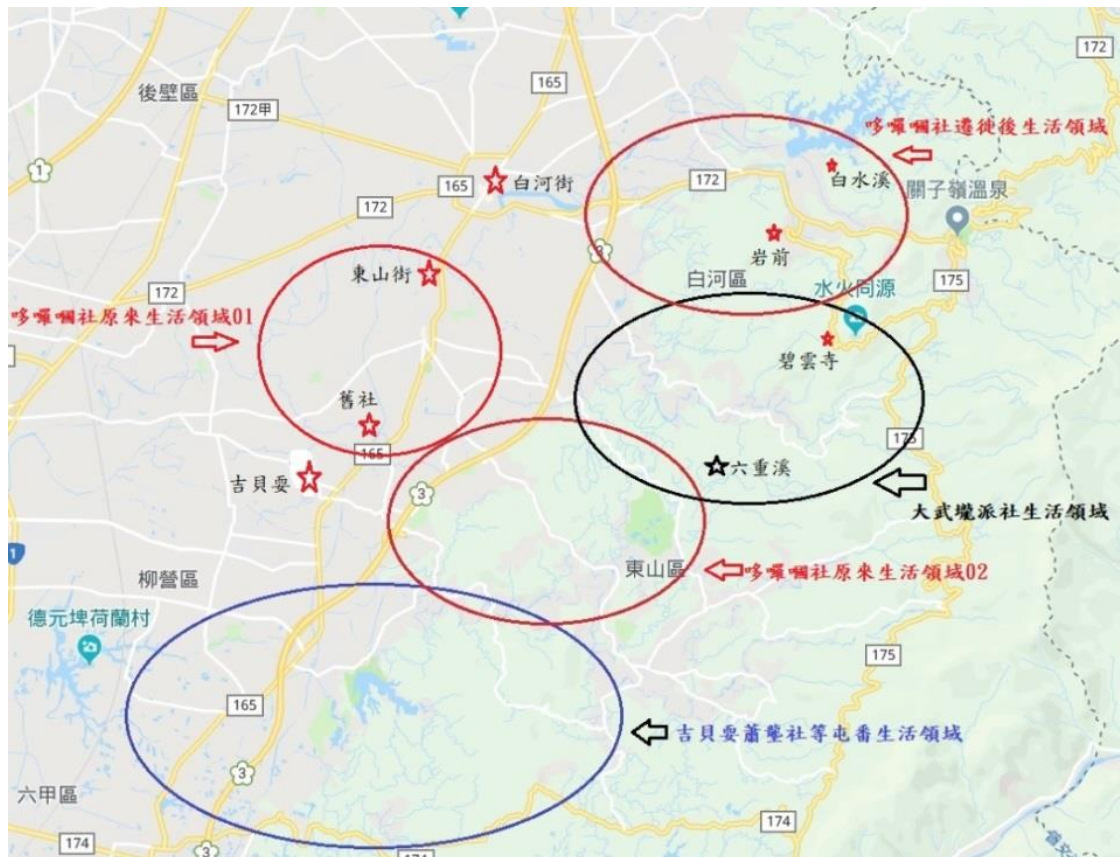 172
後壁區
172甲
165
哆囉嘓社遷徙後生活領域
白水溪
1
165
白河街
172
關子嶺溫泉
172
岩前
3
東山街
白河區
175
172
水火同源
哆囉嘓社原來生活領域01
碧雲寺
舊社
175
165
吉貝耍
六重溪
3
大武壠派社生活領域
1
柳營區
東山區
哆囉嘓社原來生活領域02
德元埤荷蘭村
175
165
吉貝耍蕭壟社等屯番生活領域
3
六甲區
174
174
3